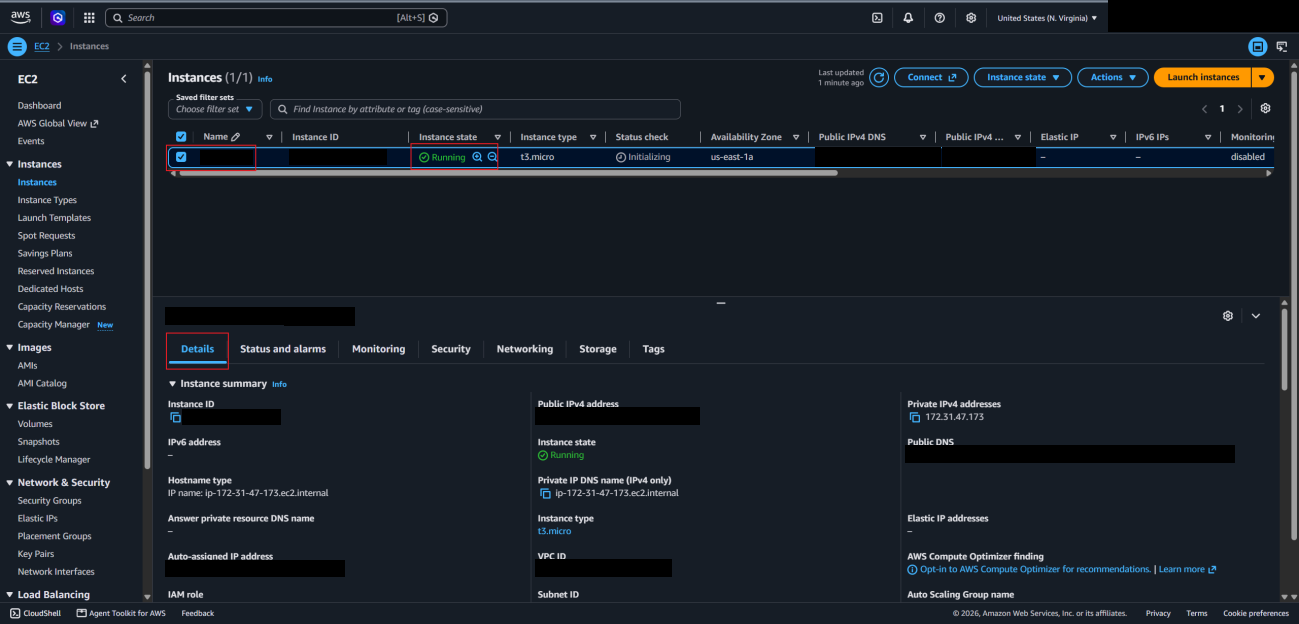 aws
Search [Alt+S]
United States (N. Virginia)
EC2 > Instances
EC2
Dashboard
AWS Global View
Events
Instances
Instances
Instance Types
Launch Templates
Spot Requests
Savings Plans
Reserved Instances
Dedicated Hosts
Capacity Reservations
Capacity Manager New
Images
AMIs
AMI Catalog
Elastic Block Store
Volumes
Snapshots
Lifecycle Manager
Network & Security
Security Groups
Elastic IPs
Placement Groups
Key Pairs
Network Interfaces
Load Balancing
Instances (1/1) Info
Last updated
1 minute ago
Connect
Instance state
Actions
Launch instances
Saved filter sets
Choose filter set
Find Instance by attribute or tag (case-sensitive)
1
Name Instance ID Instance state Instance type Status check Availability Zone Public IPv4 DNS Public IPv4 ... Elastic IP IPv6 IPs Monitoring
Running t3.micro Initializing us-east-1a – – disabled
Details Status and alarms Monitoring Security Networking Storage Tags
Instance summary Info
Instance ID
IPv6 address
–
Hostname type
IP name: ip-172-31-47-173.ec2.internal
Answer private resource DNS name
–
Auto-assigned IP address
IAM role
Public IPv4 address
Instance state
Running
Private IP DNS name (IPv4 only)
ip-172-31-47-173.ec2.internal
Instance type
t3.micro
VPC ID
Subnet ID
Private IPv4 addresses
172.31.47.173
Public DNS
Elastic IP addresses
–
AWS Compute Optimizer finding
Opt-in to AWS Compute Optimizer for recommendations. | Learn more
Auto Scaling Group name
CloudShell Agent Toolkit for AWS Feedback
© 2026, Amazon Web Services, Inc. or its affiliates. Privacy Terms Cookie preferences